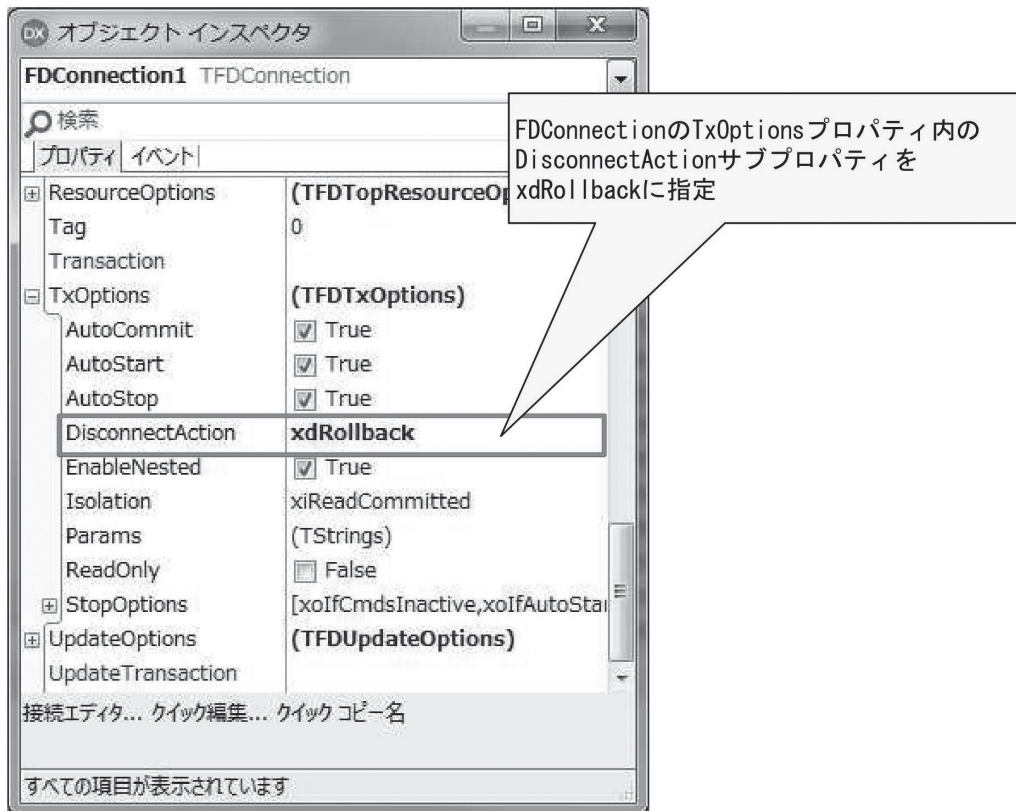 DX オブジェクト インスペクタ
FDConnection1 TFDConnection
検索
プロパティ イベント
FDConnectionのTxOptionsプロパティ内の
DisconnectActionサブプロパティを
xdRollbackに指定
ResourceOptions (TFDTopResourceOp
Tag 0
Transaction
TxOptions (TFDTxOptions)
AutoCommit True
AutoStart True
AutoStop True
DisconnectAction xdRollback
EnableNested True
Isolation xiReadCommitted
Params (TStrings)
ReadOnly False
StopOptions [xoIfCmdsInactive,xoIfAutoStar
UpdateOptions (TFDUpdateOptions)
UpdateTransaction
接続エディタ... クイック編集... クイック コピー名
すべての項目が表示されています